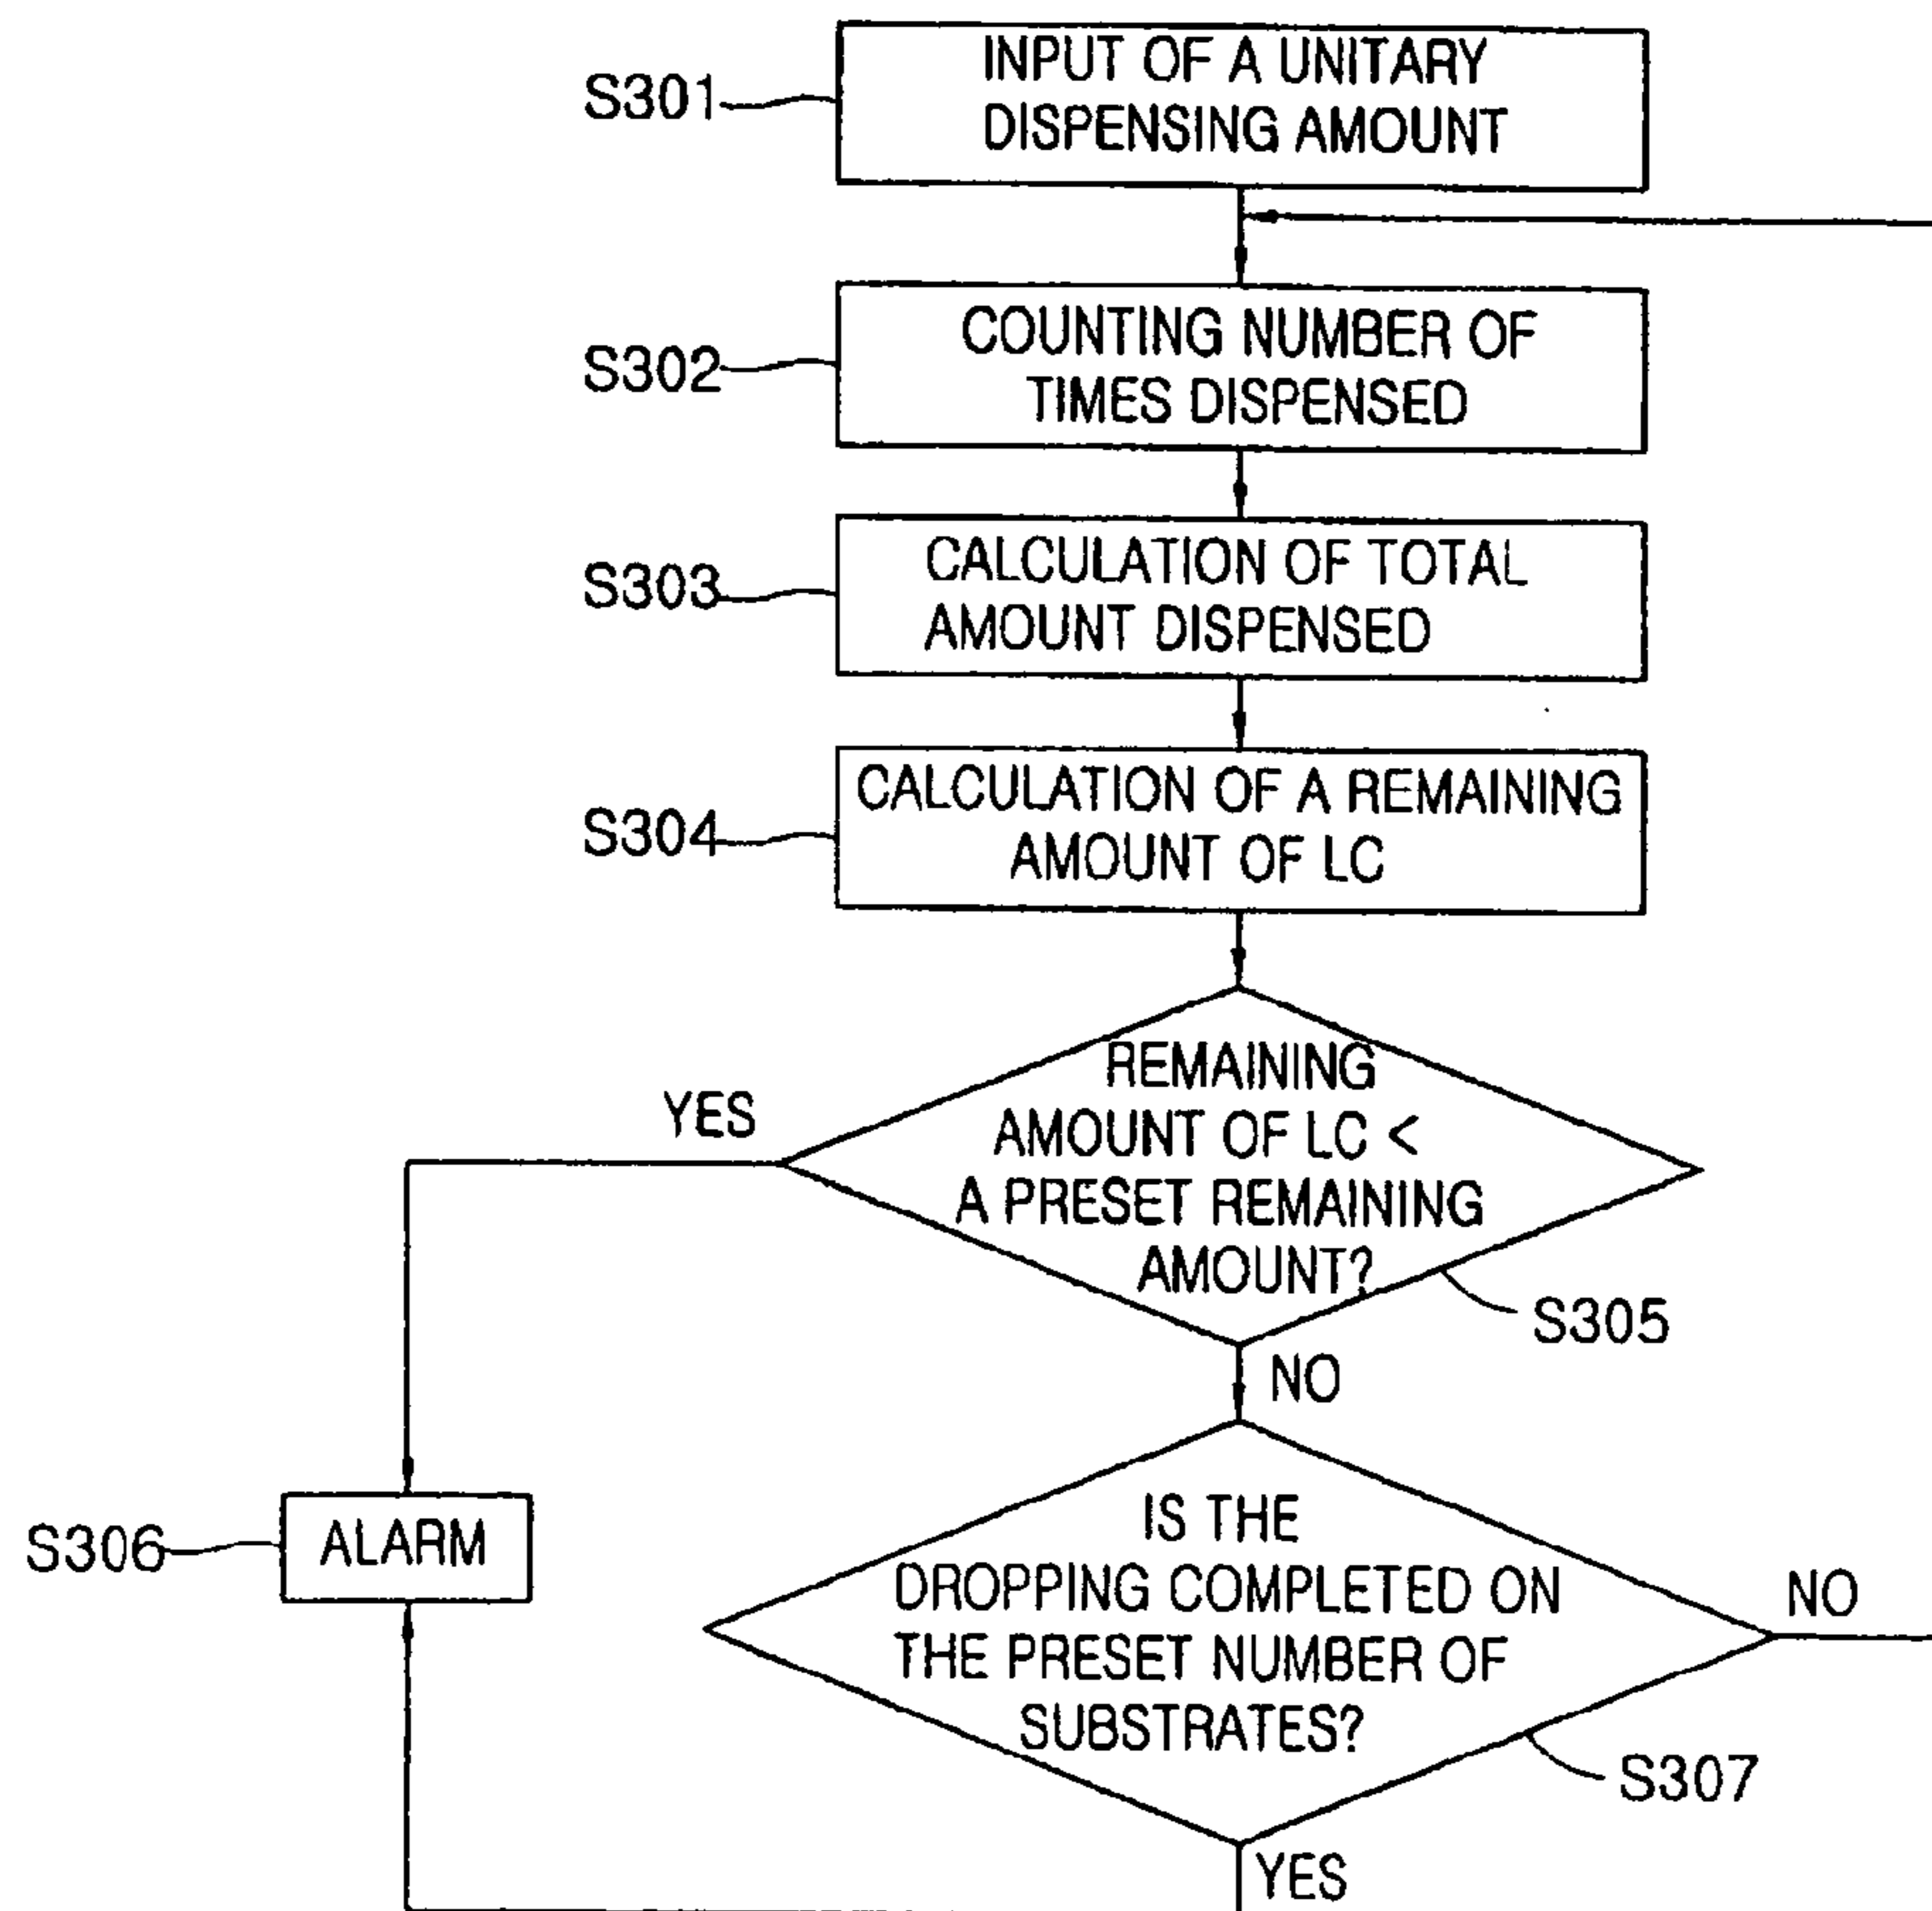 S301
INPUT OF A UNITARY
DISPENSING AMOUNT
S302
COUNTING NUMBER OF
TIMES DISPENSED
S303
CALCULATION OF TOTAL
AMOUNT DISPENSED
S304
CALCULATION OF A REMAINING
AMOUNT OF LC
YES
REMAINING
AMOUNT OF LC <
A PRESET REMAINING
AMOUNT?
S305
NO
S306
ALARM
IS THE
DROPPING COMPLETED ON
THE PRESET NUMBER OF
SUBSTRATES?
NO
S307
YES